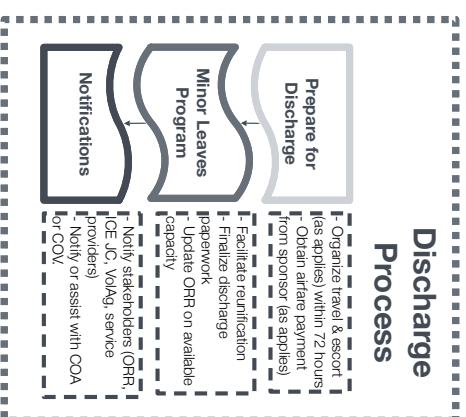 Discharge
Process
Prepare for
Discharge
- Organize travel & escort
(as applies) within 72 hours
- Obtain airfare payment
from sponsor (as applies)
Minor Leaves
Program
- Facilitate reunification
- Finalize discharge
paperwork
- Update ORR on available
capacity
Notifications
- Notify stakeholders (ORR,
ICE JC, VolAg, service
providers)
- Notify or assist with COA
or COV.